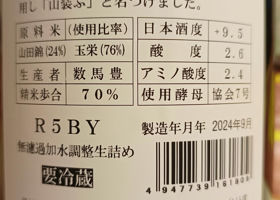 用し「山装ふ」と名づけました。
原料米 (使用比率) 日本酒度 +9.5
山田錦(24%) 玉栄(76%) 酸度 2.6
生産者 数馬豊 アミノ酸度 2.4
精米歩合 70% 使用酵母 協会7号
R5BY 製造年月年 2024年9月
無濾過加水調整生詰め
要冷蔵
4 947739 161905